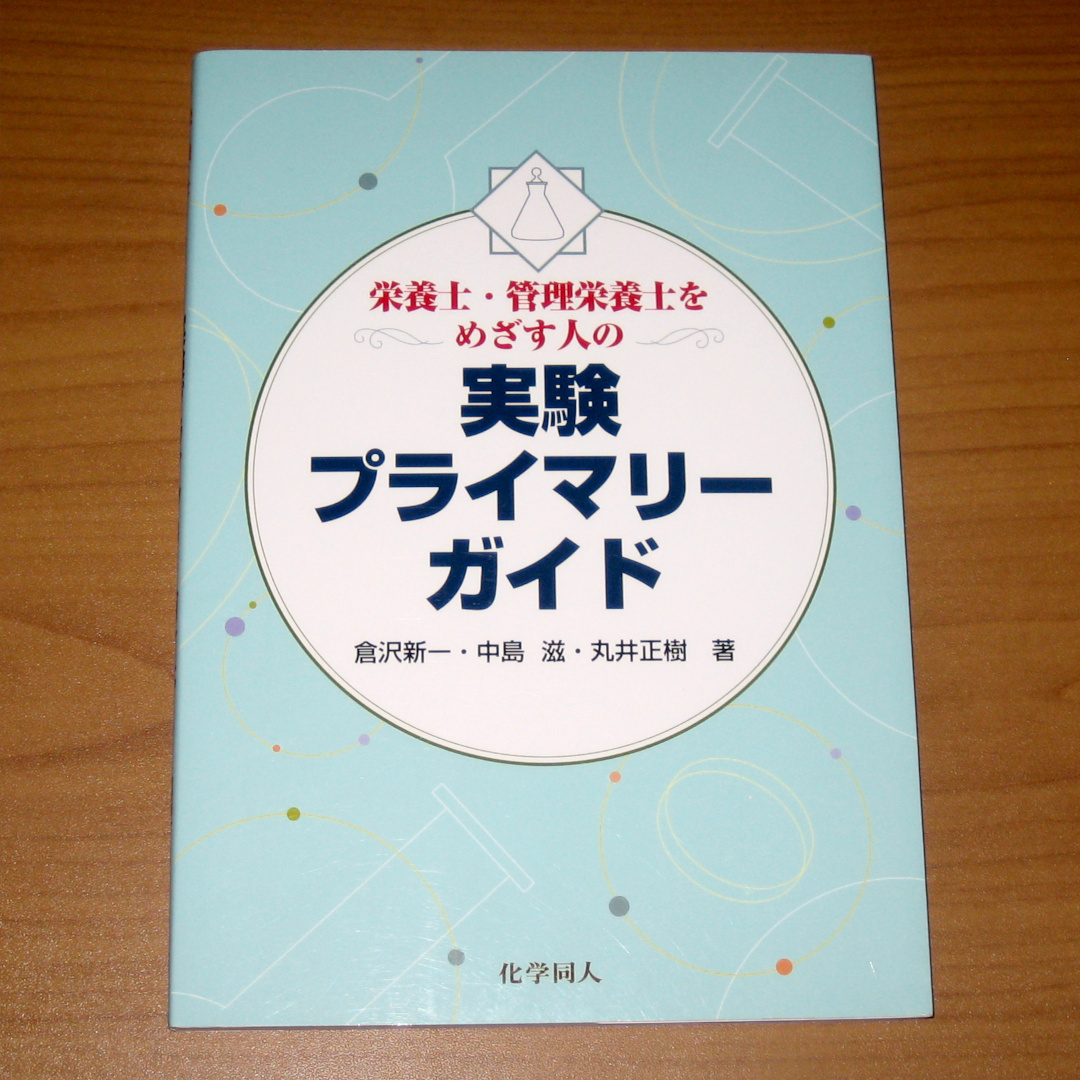 栄養士・管理栄養士を
めざす人の
実験
プライマリー
ガイド
倉沢新一・中島 滋・丸井正樹 著
化学同人